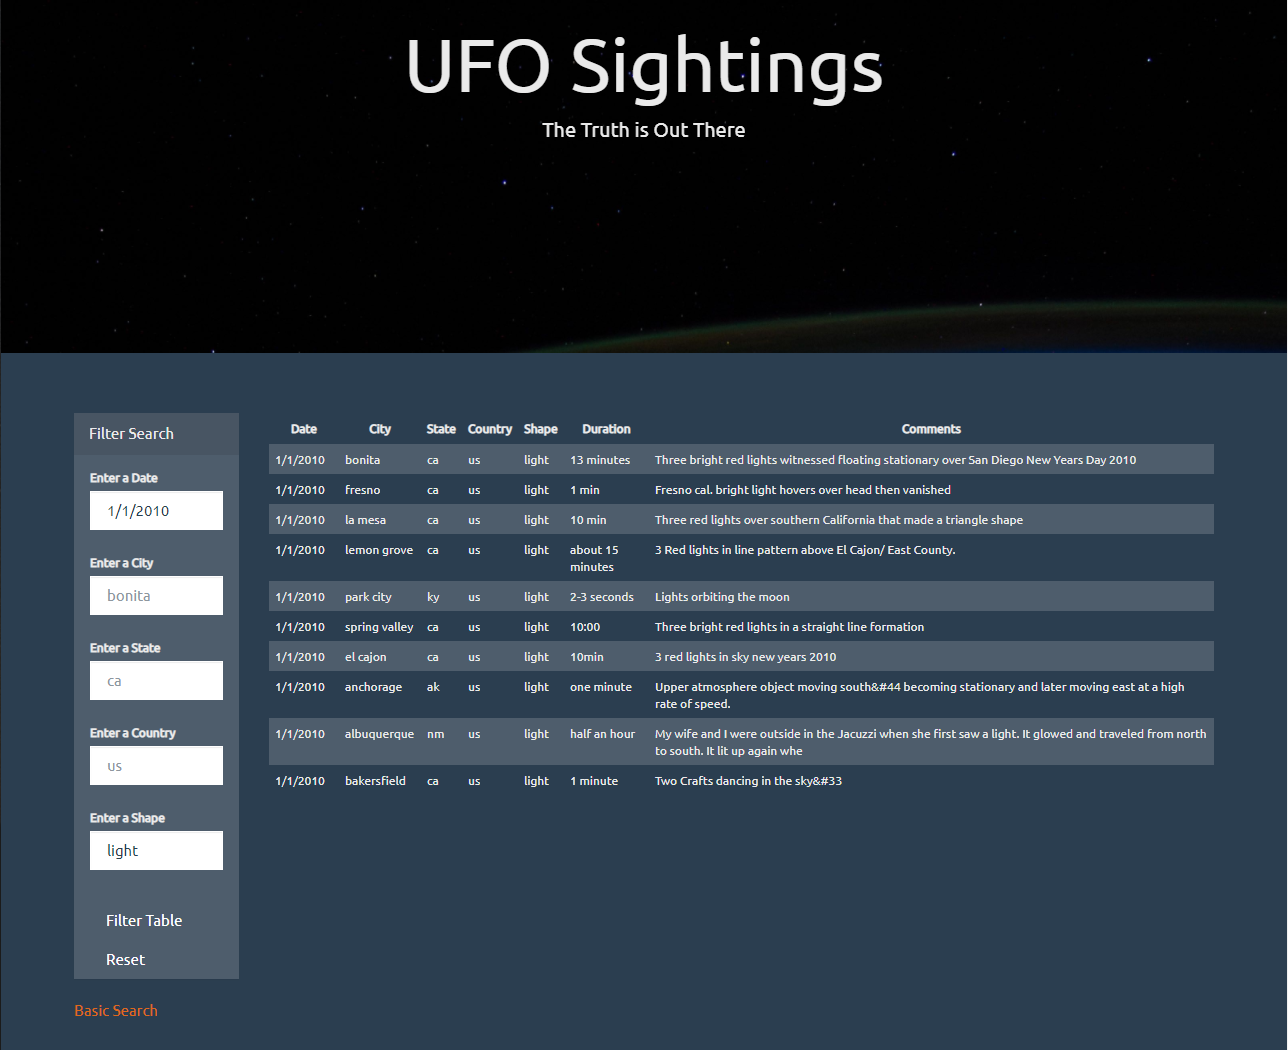 UFO Sightings
The Truth is Out There
Filter Search
Enter a Date
1/1/2010
Enter a City
bonita
Enter a State
ca
Enter a Country
us
Enter a Shape
light
Filter Table
Reset
Basic Search
Date City State Country Shape Duration Comments
1/1/2010 bonita ca us light 13 minutes Three bright red lights witnessed floating stationary over San Diego New Years Day 2010
1/1/2010 fresno ca us light 1 min Fresno cal. bright light hovers over head then vanished
1/1/2010 la mesa ca us light 10 min Three red lights over southern California that made a triangle shape
1/1/2010 lemon grove ca us light about 15 3 Red lights in line pattern above El Cajon/ East County.
minutes
1/1/2010 park city ky us light 2-3 seconds Lights orbiting the moon
1/1/2010 spring valley ca us light 10:00 Three bright red lights in a straight line formation
1/1/2010 el cajon ca us light 10min 3 red lights in sky new years 2010
1/1/2010 anchorage ak us light one minute Upper atmosphere object moving south&#44 becoming stationary and later moving east at a high
rate of speed.
1/1/2010 albuquerque nm us light half an hour My wife and I were outside in the Jacuzzi when she first saw a light. It glowed and traveled from north
to south. It lit up again whe
1/1/2010 bakersfield ca us light 1 minute Two Crafts dancing in the sky&#33